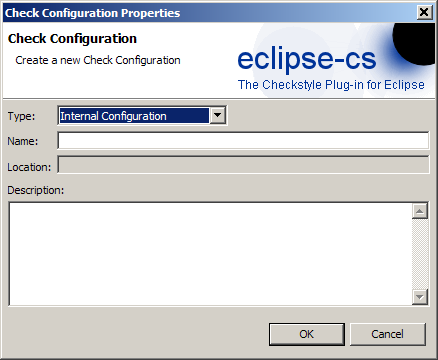 Check Configuration Properties
Check Configuration
Create a new Check Configuration
eclipse-cs
The Checkstyle Plug-in for Eclipse
Type: Internal Configuration
Name:
Location:
Description:
OK Cancel